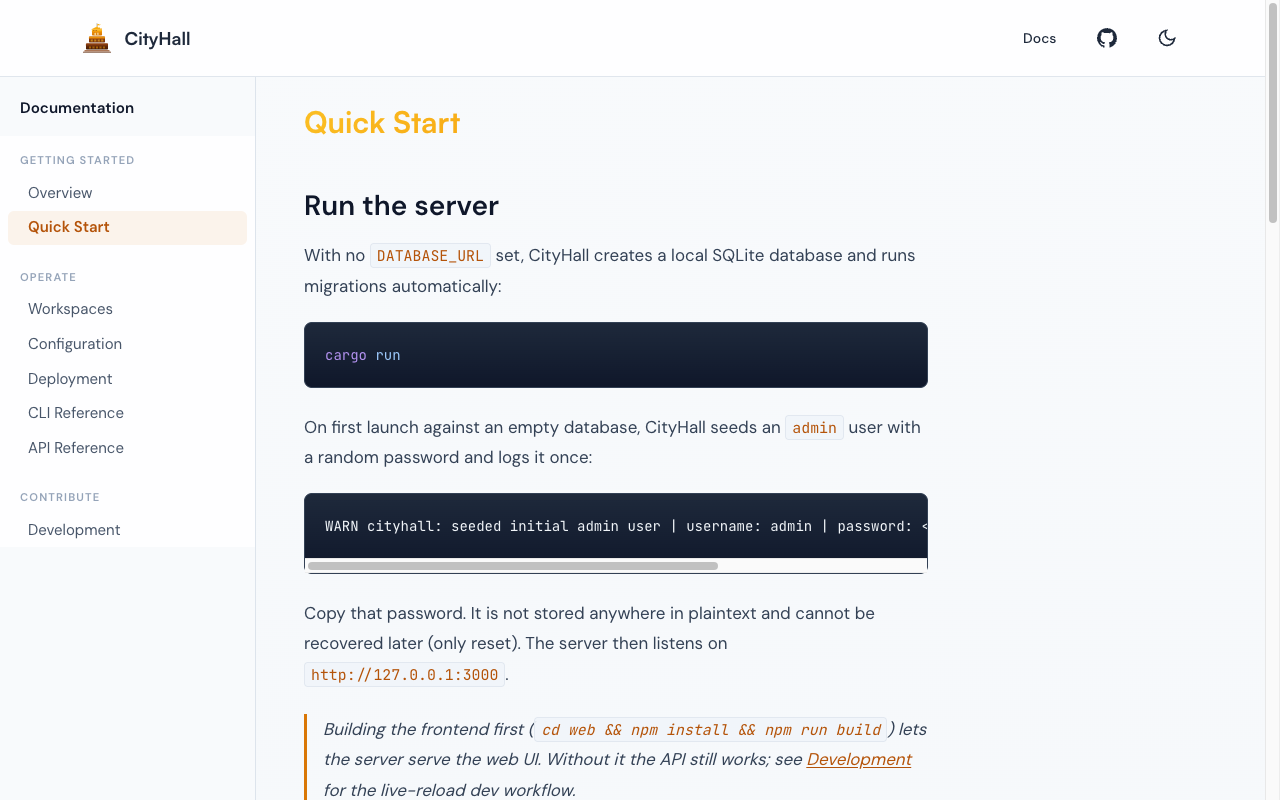 CityHall
Docs
Documentation
GETTING STARTED
Overview
Quick Start
OPERATE
Workspaces
Configuration
Deployment
CLI Reference
API Reference
CONTRIBUTE
Development
Quick Start
Run the server
With no DATABASE_URL set, CityHall creates a local SQLite database and runs
migrations automatically:
cargo run
On first launch against an empty database, CityHall seeds an admin user with
a random password and logs it once:
WARN cityhall: seeded initial admin user | username: admin | password: <
Copy that password. It is not stored anywhere in plaintext and cannot be
recovered later (only reset). The server then listens on
http://127.0.0.1:3000.
Building the frontend first (cd web && npm install && npm run build) lets
the server serve the web UI. Without it the API still works; see Development
for the live-reload dev workflow.